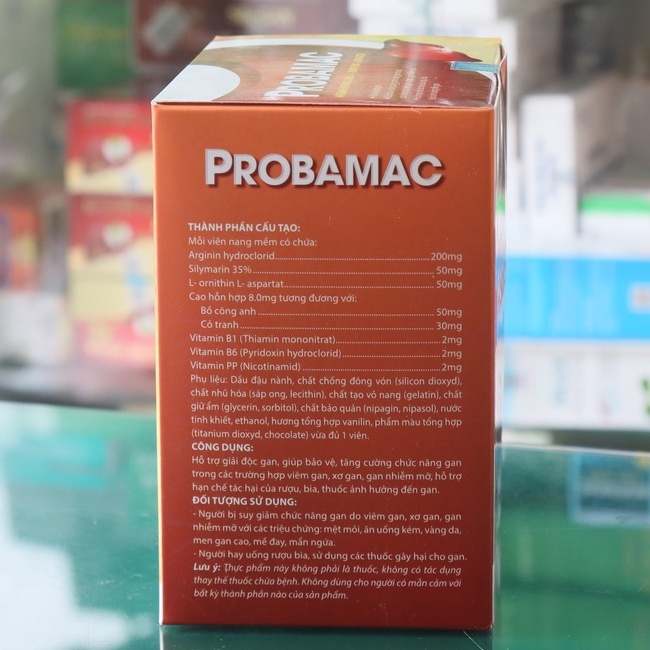 PROBAMAC
PROBAMAC
THÀNH PHẦN CẤU TẠO:
Mỗi viên nang mềm có chứa:
Arginin hydroclorid 200mg
Silymarin 35% 50mg
L- ornithin L- aspartat 50mg
Cao hỗn hợp 8.0mg tương đương với:
Bồ công anh 50mg
Cỏ tranh 30mg
Vitamin B1 (Thiamin mononitrat) 2mg
Vitamin B6 (Pyridoxin hydroclorid) 2mg
Vitamin PP (Nicotinamid) 2mg
Phụ liệu: Dầu đậu nành, chất chống đông vón (silicon dioxyd),
chất nhũ hóa (sáp ong, lecithin), chất tạo vỏ nang (gelatin), chất
giữ ẩm (glycerin, sorbitol), chất bảo quản (nipagin, nipasol), nước
tinh khiết, ethanol, hương tổng hợp vanilin, phẩm màu tổng hợp
(titanium dioxyd, chocolate) vừa đủ 1 viên.
CÔNG DỤNG:
Hỗ trợ giải độc gan, giúp bảo vệ, tăng cường chức năng gan
trong các trường hợp viêm gan, xơ gan, gan nhiễm mỡ, hỗ trợ
hạn chế tác hại của rượu, bia, thuốc ảnh hưởng đến gan.
ĐỐI TƯỢNG SỬ DỤNG:
- Người bị suy giảm chức năng gan do viêm gan, xơ gan, gan
nhiễm mỡ với các triệu chứng: mệt mỏi, ăn uống kém, vàng da,
men gan cao, mề đay, mẩn ngứa.
- Người hay uống rượu bia, sử dụng các thuốc gây hại cho gan.
Lưu ý: Thực phẩm này không phải là thuốc, không có tác dụng
thay thế thuốc chữa bệnh. Không dùng cho người có mẫn cảm với
bất kỳ thành phần nào của sản phẩm.